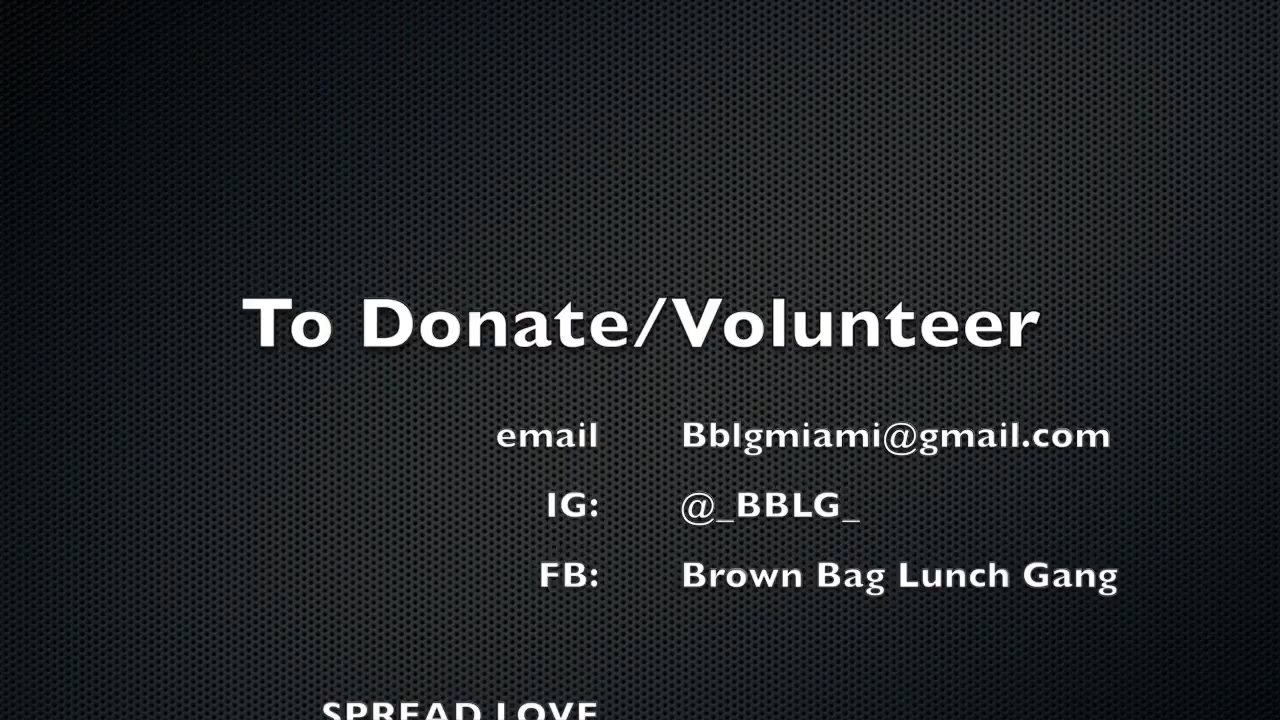 To Donate/Volunteer
email Bblgmiami@gmail.com
IG: @_BBLG_
FB: Brown Bag Lunch Gang
SPREAD LOVE